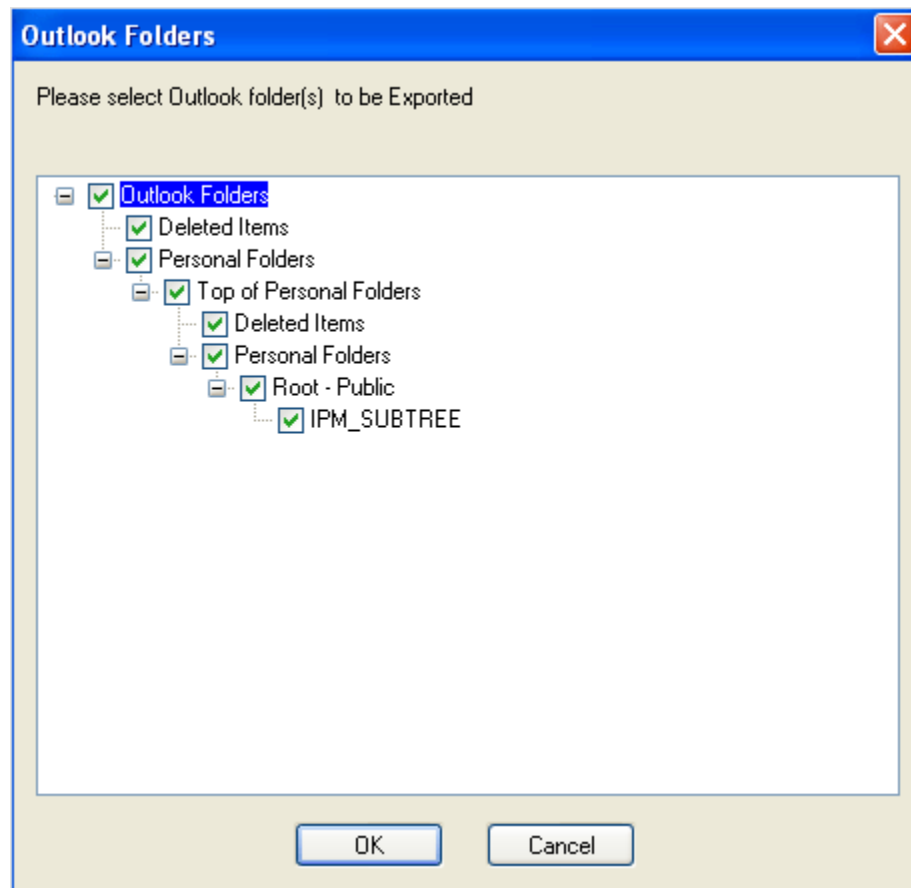 Outlook Folders
Please select Outlook folder(s) to be Exported
Outlook Folders
Deleted Items
Personal Folders
Top of Personal Folders
Deleted Items
Personal Folders
Root - Public
IPM_SUBTREE
OK Cancel